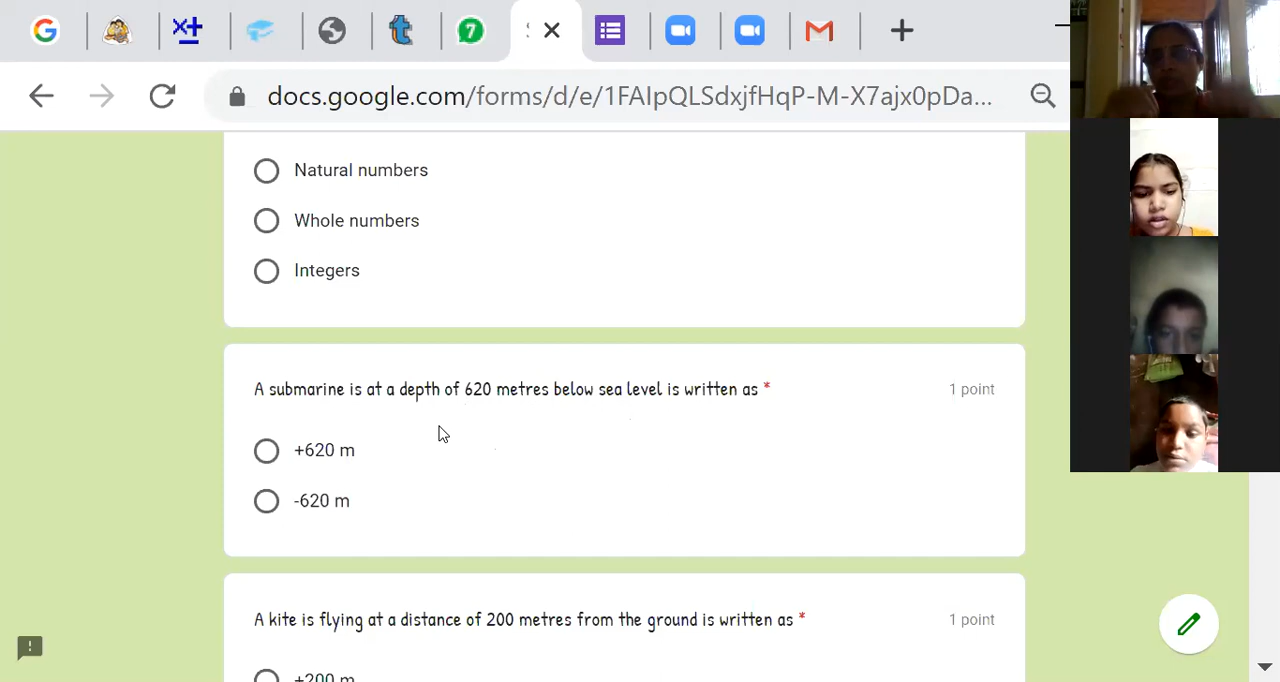 7
docs.google.com/forms/d/e/1FAIpQLSdxjfHqP-M-X7ajx0pDa...
Natural numbers
Whole numbers
Integers
A submarine is at a depth of 620 metres below sea level is written as * 1 point
+620 m
-620 m
A kite is flying at a distance of 200 metres from the ground is written as * 1 point
+200 m